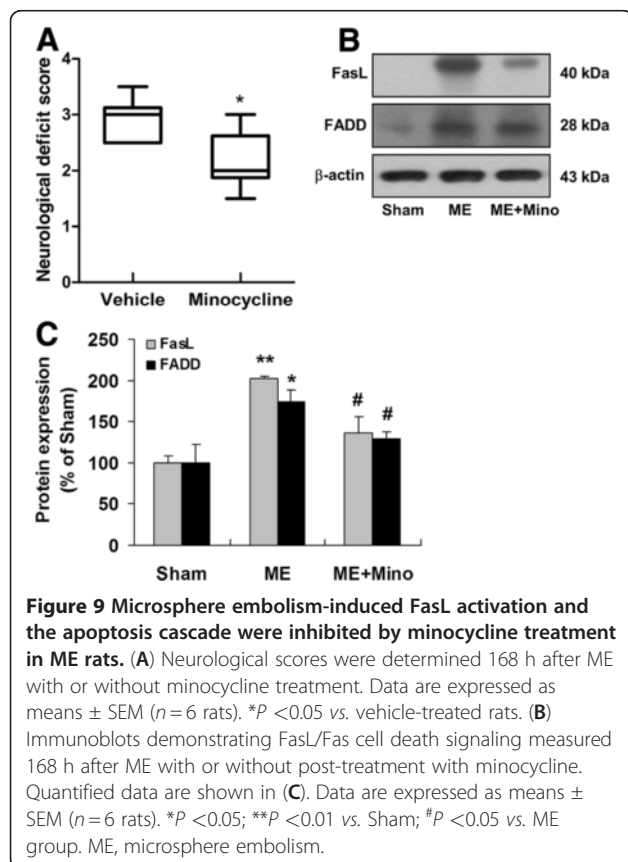 A
Neurological deficit score
4
3
2
1
0
*
Vehicle
Minocycline
B
FasL
40 kDa
FADD
28 kDa
β-actin
43 kDa
Sham
ME
ME+Mino
C
Protein expression
(% of Sham)
250
200
150
100
50
0
FasL
FADD
**
*
#
#
Sham
ME
ME+Mino
Figure 9 Microsphere embolism-induced FasL activation and
the apoptosis cascade were inhibited by minocycline treatment
in ME rats. (A) Neurological scores were determined 168 h after ME
with or without minocycline treatment. Data are expressed as
means ± SEM (n = 6 rats). *P <0.05 vs. vehicle-treated rats. (B)
Immunoblots demonstrating FasL/Fas cell death signaling measured
168 h after ME with or without post-treatment with minocycline.
Quantified data are shown in (C). Data are expressed as means ±
SEM (n = 6 rats). *P <0.05; **P <0.01 vs. Sham; #P <0.05 vs. ME
group. ME, microsphere embolism.